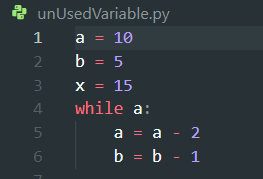 unUsedVariable.py
1 a = 10
2 b = 5
3 x = 15
4 while a:
5     a = a - 2
6     b = b - 1